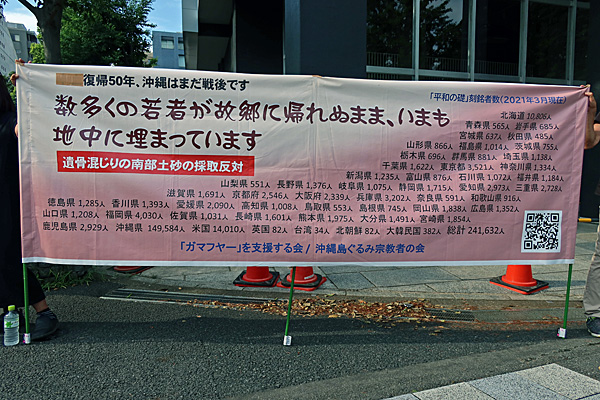 復帰50年、沖縄はまだ戦後です
数多くの若者が故郷に帰れぬまま、いまも
地中に埋まっています
遺骨混じりの南部土砂の採取反対
「平和の礎」刻銘者数(2021年3月現在)
北海道 10,806人
青森県 565人 岩手県 685人
宮城県 637人 秋田県 485人
山形県 866人 福島県 1,014人 茨城県 755人
栃木県 696人 群馬県 881人 埼玉県 1,138人
千葉県 1,622人 東京都 3,521人 神奈川県 1,334人
新潟県 1,235人 富山県 876人 石川県 1,072人 福井県 1,184人
山梨県 551人 長野県 1,376人 岐阜県 1,075人 静岡県 1,715人 愛知県 2,973人 三重県 2,728人
滋賀県 1,691人 京都府 2,546人 大阪府 2,339人 兵庫県 3,202人 奈良県 591人 和歌山県 916人
徳島県 1,285人 香川県 1,393人 愛媛県 2,090人 高知県 1,008人 鳥取県 553人 島根県 745人 岡山県 1,838人 広島県 1,352人
山口県 1,208人 福岡県 4,030人 佐賀県 1,031人 長崎県 1,601人 熊本県 1,975人 大分県 1,491人 宮崎県 1,854人
鹿児島県 2,929人 沖縄県 149,584人 米国 14,010人 英国 82人 台湾 34人 北朝鮮 82人 大韓民国 382人 総計 241,632人
「ガマフヤー」を支援する会 / 沖縄島ぐるみ宗教者の会